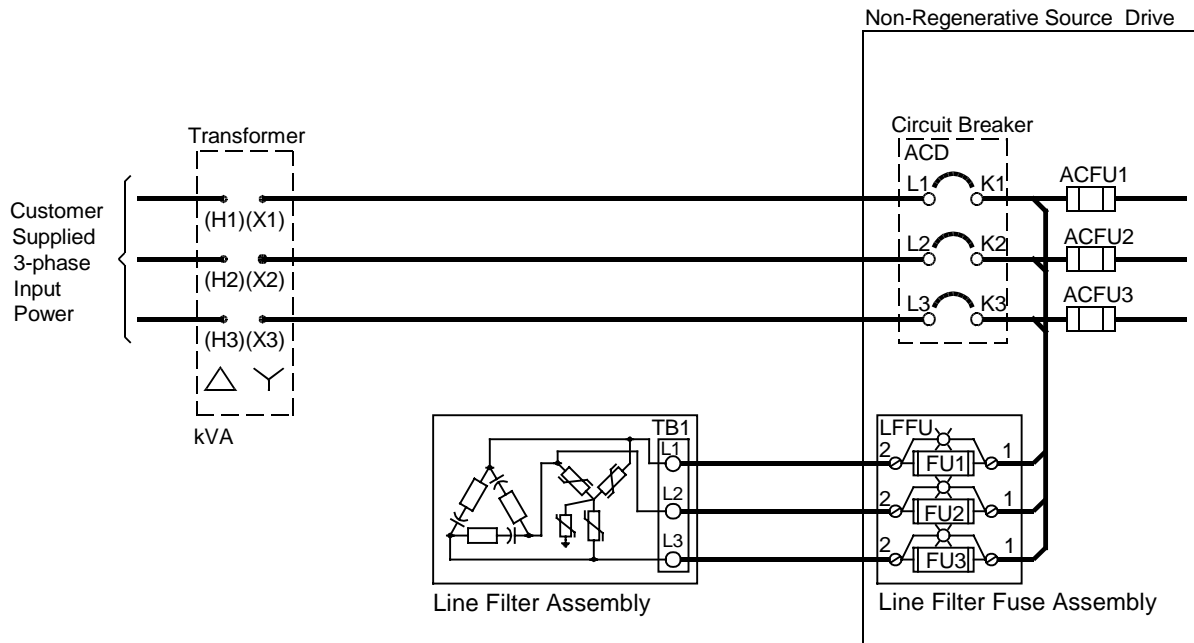 Non-Regenerative Source Drive
Transformer
Circuit Breaker
ACD
Customer
Supplied
3-phase
Input
Power
(H1)(X1)
L1
K1
ACFU1
(H2)(X2)
L2
K2
ACFU2
(H3)(X3)
L3
K3
ACFU3
kVA
TB1
L1
L2
L3
LFFU
2
FU1
1
2
FU2
1
2
FU3
1
Line Filter Assembly
Line Filter Fuse Assembly